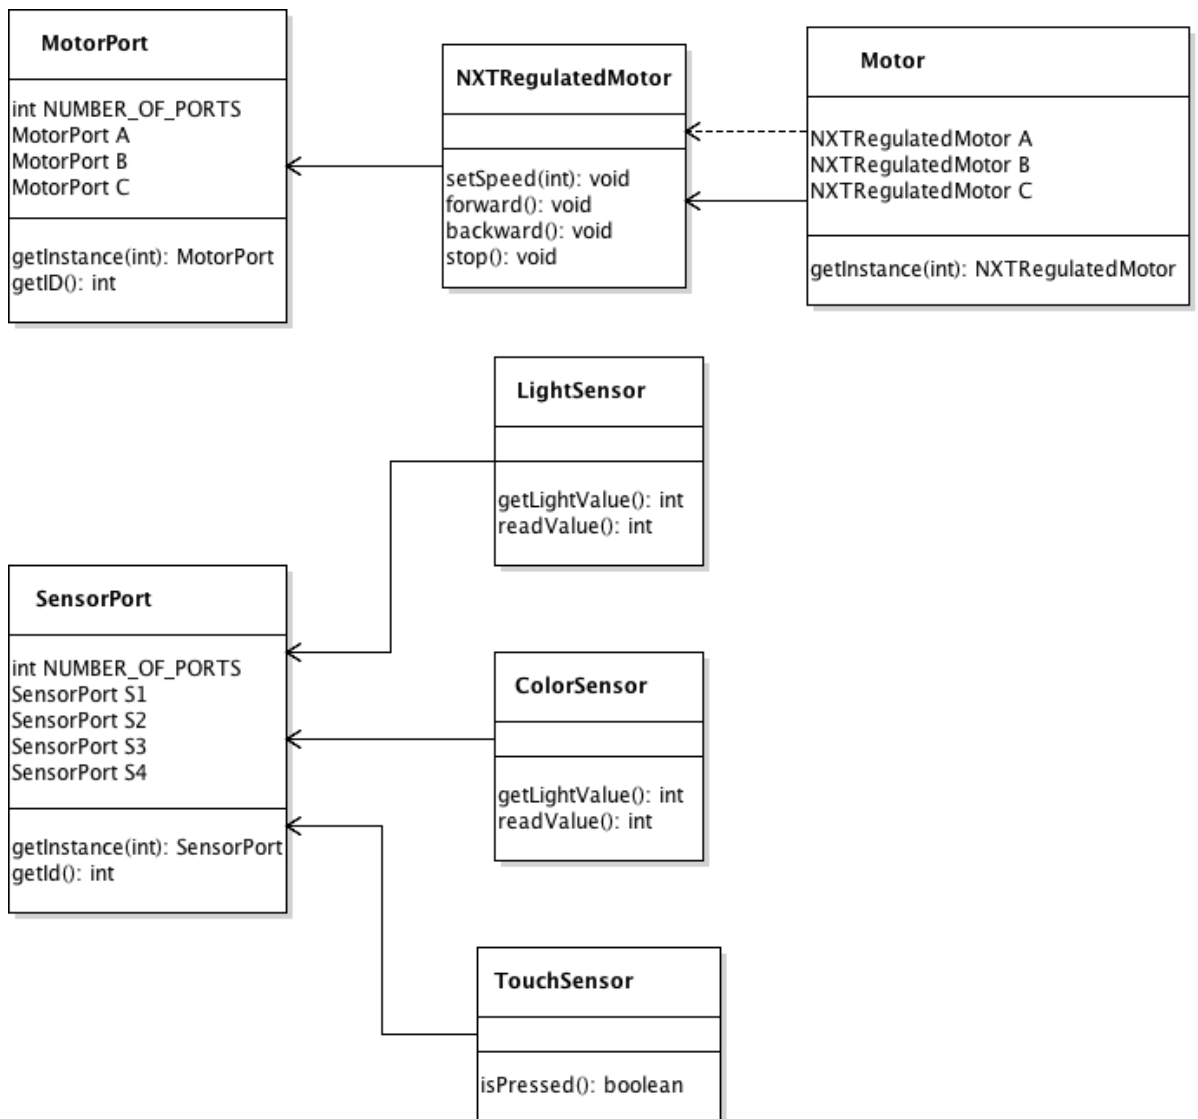 MotorPort
int NUMBER_OF_PORTS
MotorPort A
MotorPort B
MotorPort C
getInstance(int): MotorPort
getID(): int
NXTRegulatedMotor
setSpeed(int): void
forward(): void
backward(): void
stop(): void
Motor
NXTRegulatedMotor A
NXTRegulatedMotor B
NXTRegulatedMotor C
getInstance(int): NXTRegulatedMotor
LightSensor
getLightValue(): int
readValue(): int
SensorPort
int NUMBER_OF_PORTS
SensorPort S1
SensorPort S2
SensorPort S3
SensorPort S4
getInstance(int): SensorPort
getId(): int
ColorSensor
getLightValue(): int
readValue(): int
TouchSensor
isPressed(): boolean